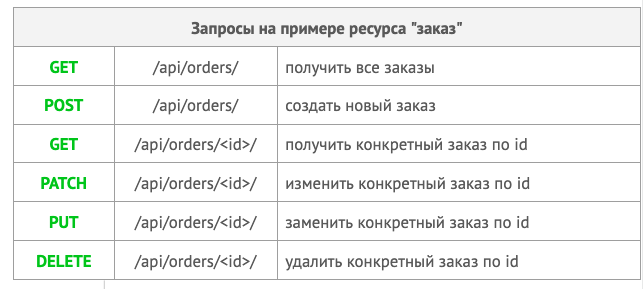 Запросы на примере ресурса "заказ"
GET /api/orders/ получить все заказы
POST /api/orders/ создать новый заказ
GET /api/orders/<id>/ получить конкретный заказ по id
PATCH /api/orders/<id>/ изменить конкретный заказ по id
PUT /api/orders/<id>/ заменить конкретный заказ по id
DELETE /api/orders/<id>/ удалить конкретный заказ по id